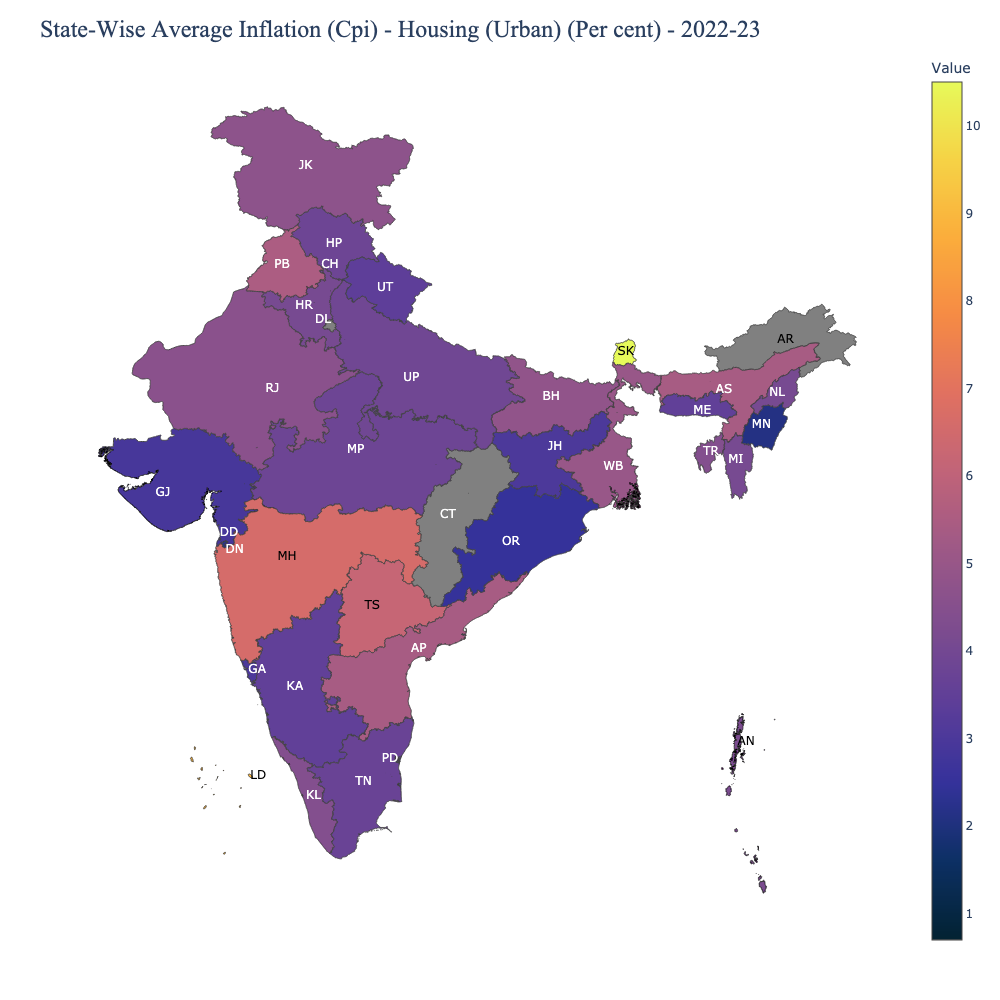 State-Wise Average Inflation (Cpi) - Housing (Urban) (Per cent) - 2022-23
Value
10
9
8
7
6
5
4
3
2
1
JK
HP
PB
CH
UT
HR
DL
AR
SK
RJ
UP
BH
AS
NL
ME
MN
MP
JH
TR
MI
WB
GJ
CT
DD
OR
DN
MH
TS
AP
GA
KA
AN
PD
LD
TN
KL